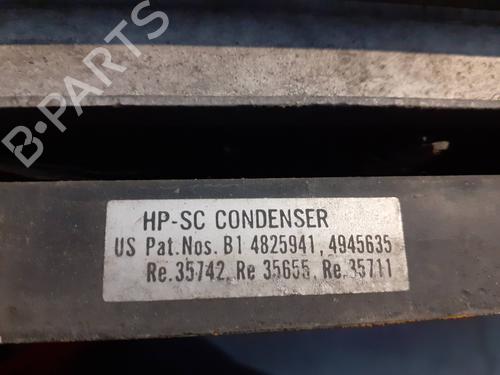 B-PARTS
HP-SC CONDENSER
US Pat.Nos. B1 4825941, 4945635
Re.35742, Re 35655, Re.35711